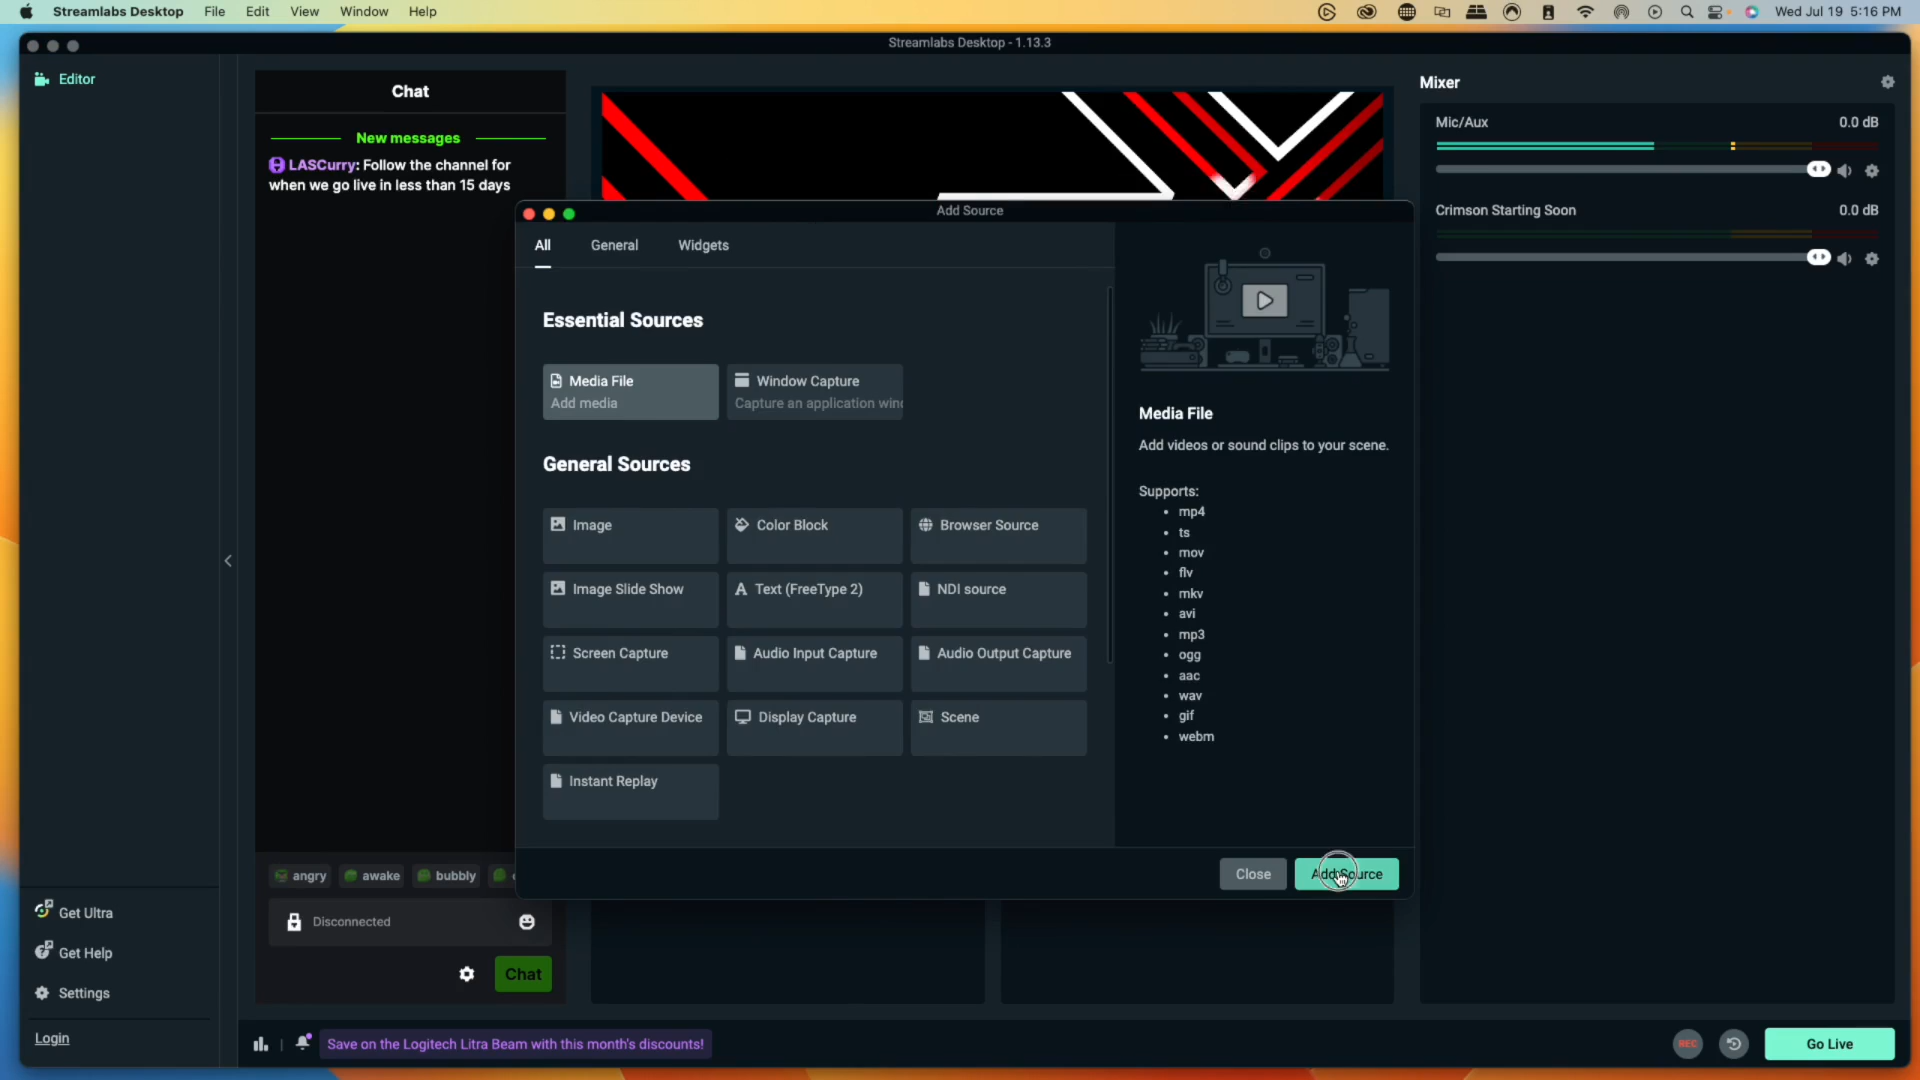 Streamlabs Desktop File Edit View Window Help
Wed Jul 19 5:16 PM
Streamlabs Desktop - 1.13.3
Editor
Chat
New messages
LASCurry: Follow the channel for
when we go live in less than 15 days
Mixer
Mic/Aux 0.0 dB
Crimson Starting Soon 0.0 dB
Add Source
All General Widgets
Essential Sources
Media File
Add media
Window Capture
Capture an application
General Sources
Image
Color Block
Browser Source
Image Slide Show
Text (FreeType 2)
NDI source
Screen Capture
Audio Input Capture
Audio Output Capture
Video Capture Device
Display Capture
Scene
Instant Replay
Media File
Add videos or sound clips to your scene.
Supports:
• mp4
• ts
• mov
• flv
• mkv
• avi
• mp3
• ogg
• aac
• wav
• gif
• webm
Close
Add Source
angry awake bubbly
Disconnected
Chat
Get Ultra
Get Help
Settings
Login
Save on the Logitech Litra Beam with this month's discounts!
REC
Go Live